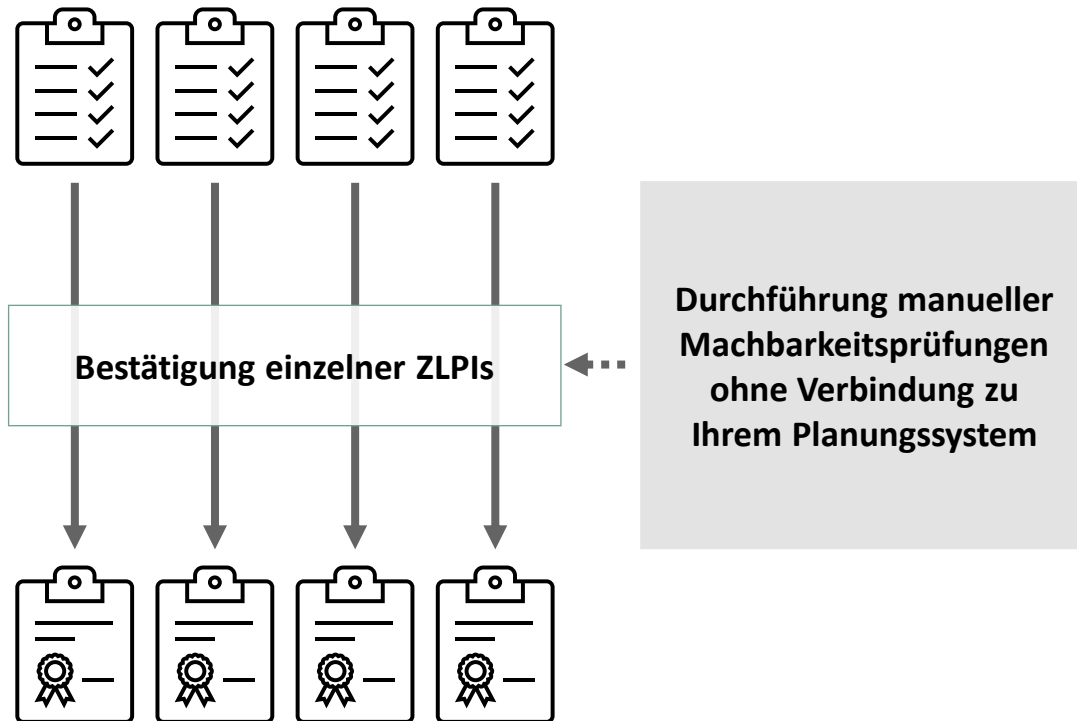 Bestätigung einzelner ZLPIs
Durchführung manueller
Machbarkeitsprüfungen
ohne Verbindung zu
Ihrem Planungssystem